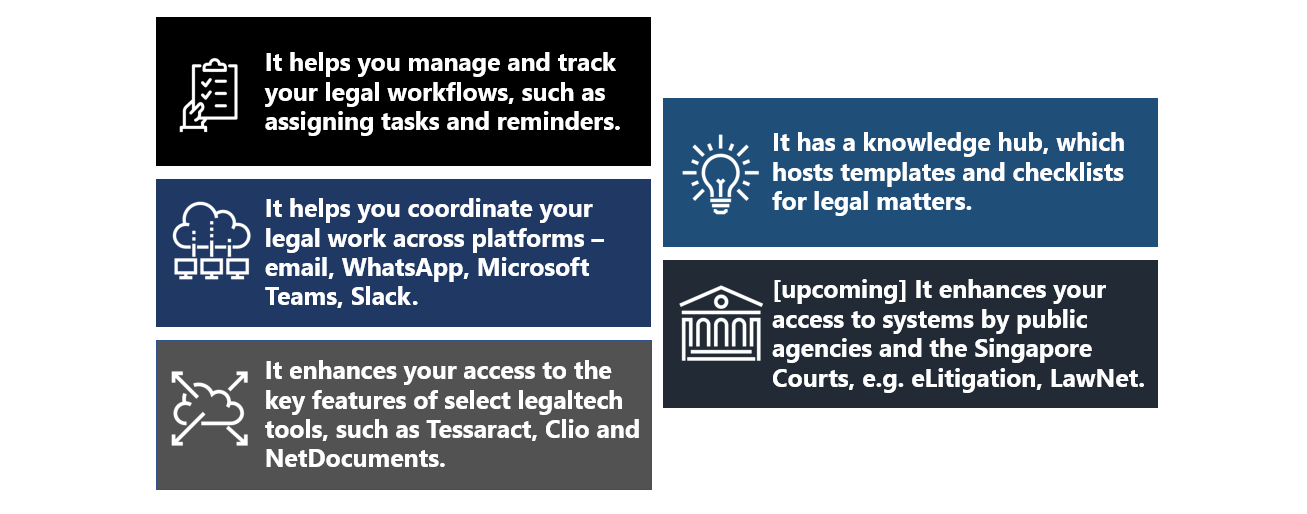 It helps you manage and track
your legal workflows, such as
assigning tasks and reminders.
It helps you coordinate your
legal work across platforms –
email, WhatsApp, Microsoft
Teams, Slack.
It enhances your access to the
key features of select legaltech
tools, such as Tessaract, Clio and
NetDocuments.
It has a knowledge hub, which
hosts templates and checklists
for legal matters.
[upcoming] It enhances your
access to systems by public
agencies and the Singapore
Courts, e.g. eLitigation, LawNet.